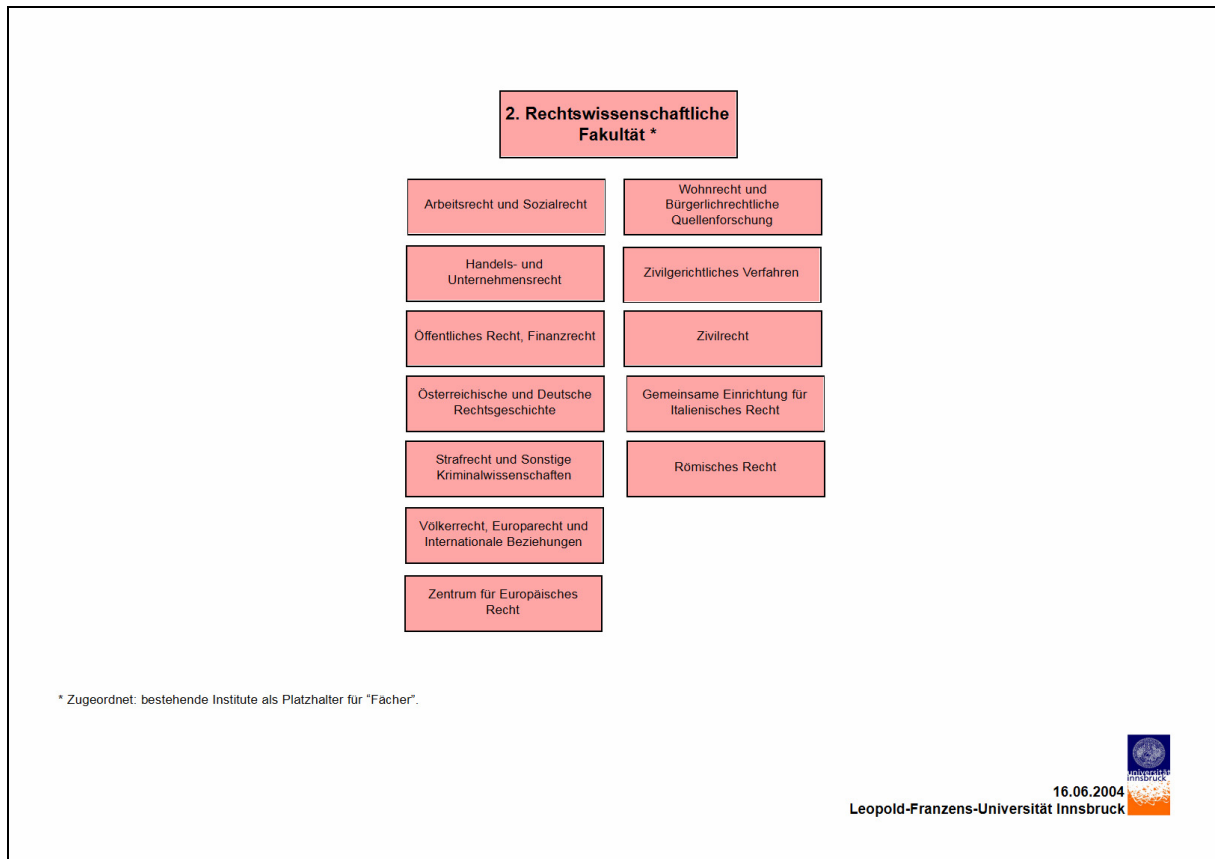 2. Rechtswissenschaftliche
Fakultät *
Arbeitsrecht und Sozialrecht
Handels- und
Unternehmensrecht
Öffentliches Recht, Finanzrecht
Österreichische und Deutsche
Rechtsgeschichte
Strafrecht und Sonstige
Kriminalwissenschaften
Völkerrecht, Europarecht und
Internationale Beziehungen
Zentrum für Europäisches
Recht
Wohnrecht und
Bürgerlichrechtliche
Quellenforschung
Zivilgerichtliches Verfahren
Zivilrecht
Gemeinsame Einrichtung für
Italienisches Recht
Römisches Recht
* Zugeordnet: bestehende Institute als Platzhalter für “Fächer”.
universität
innsbruck
16.06.2004
Leopold-Franzens-Universität Innsbruck